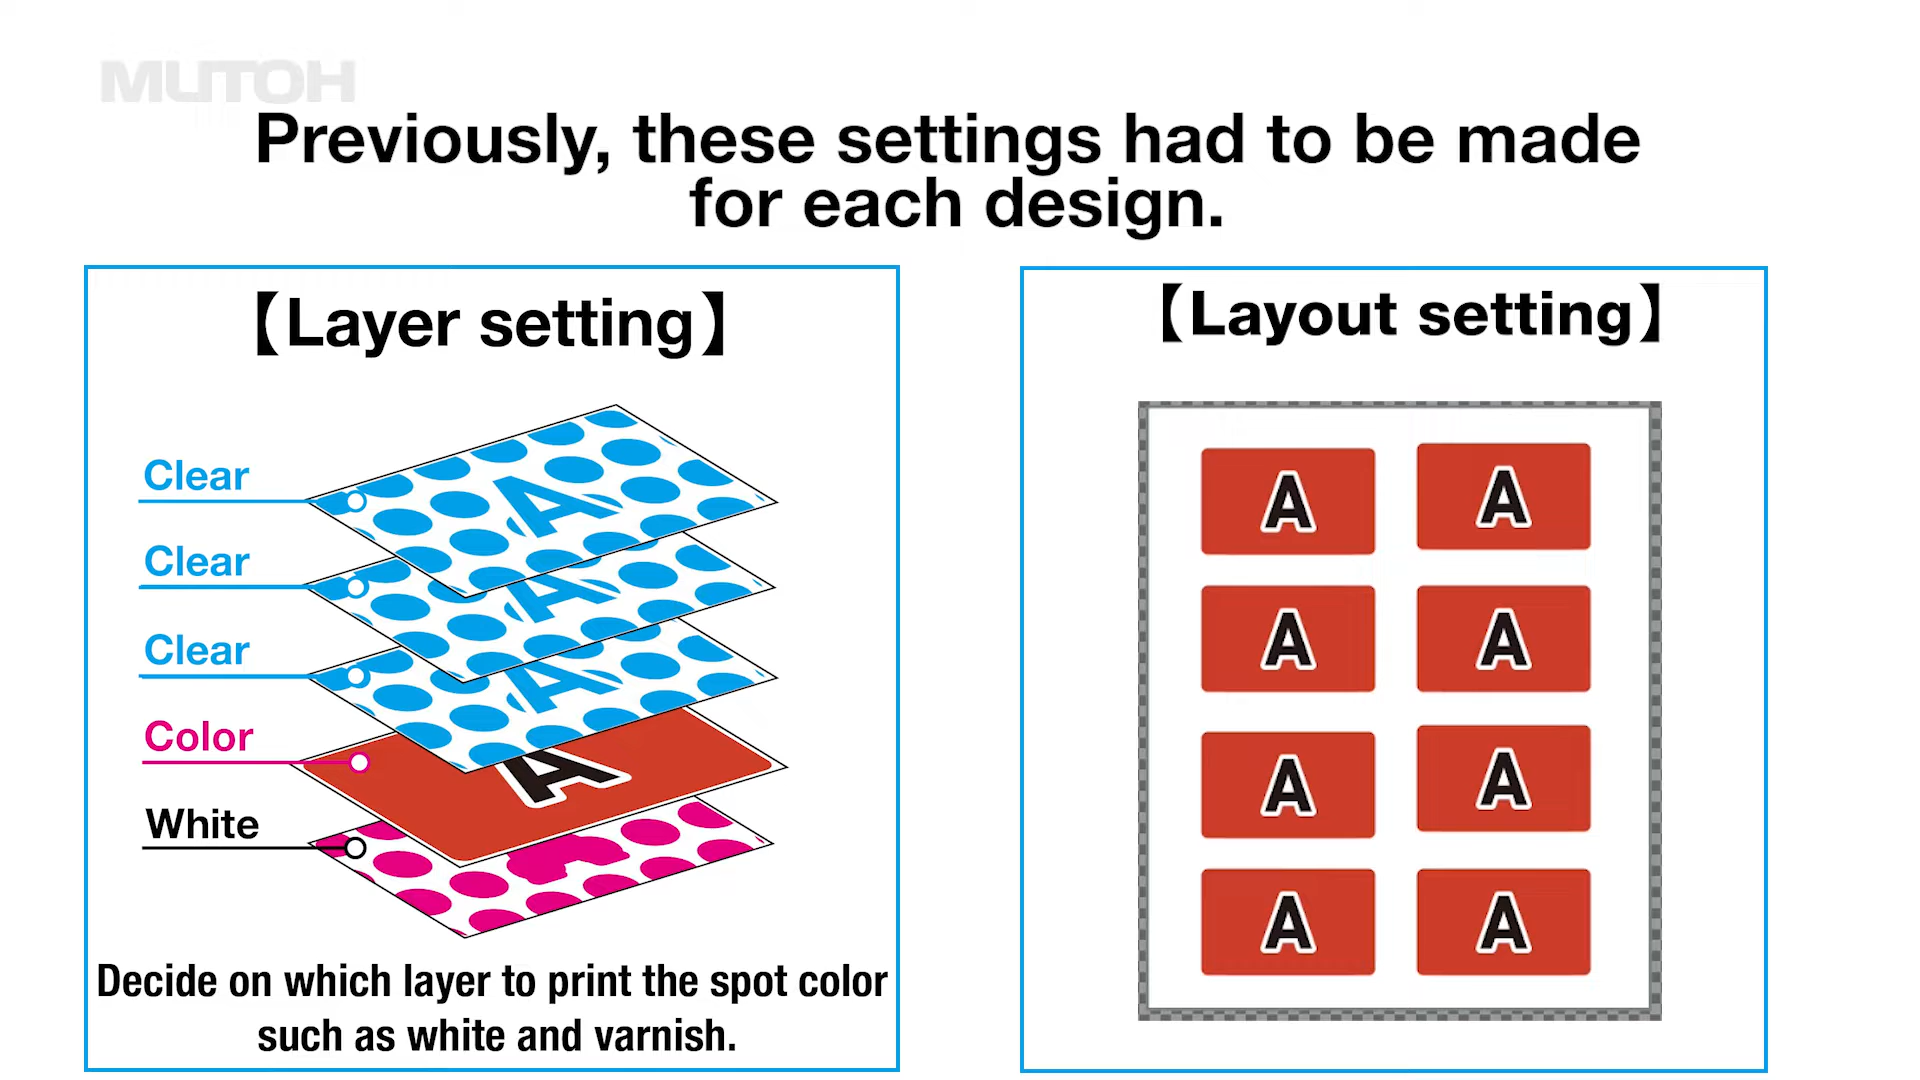 MUTOH
Previously, these settings had to be made
for each design.
【Layer setting】
Clear
Clear
Clear
Color
White
A
A
A
A
Decide on which layer to print the spot color
such as white and varnish.
【Layout setting】
A A
A A
A A
A A